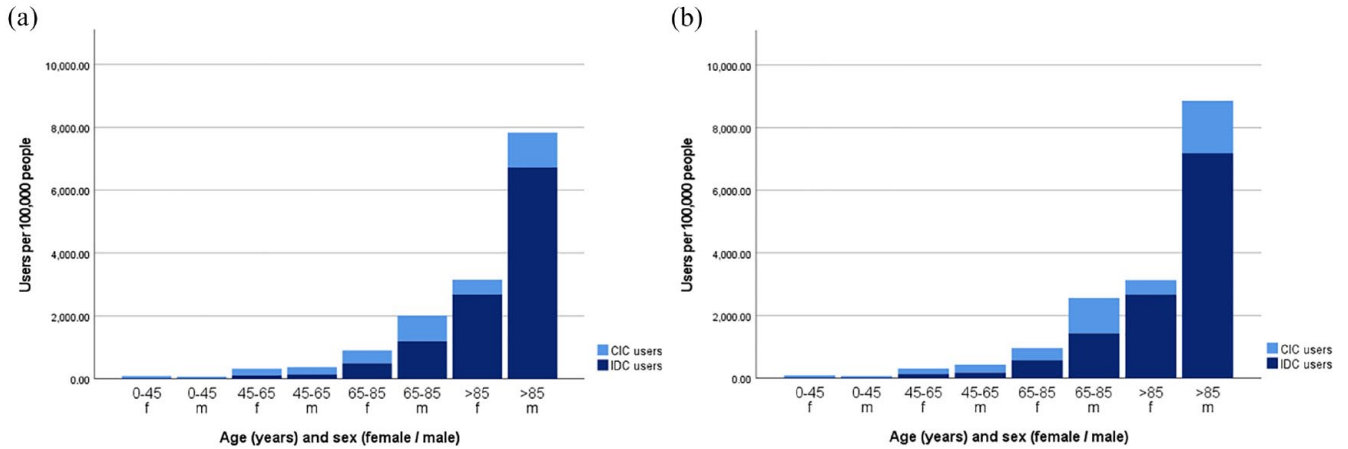 (a)
Users per 100,000 people
10,000.00
8,000.00
6,000.00
4,000.00
2,000.00
0.00
0-45 0-45 45-65 45-65 65-85 65-85 >85 >85
f m f m f m f m
Age (years) and sex (female / male)
CIC users
IDC users
(b)
Users per 100,000 people
10,000.00
8,000.00
6,000.00
4,000.00
2,000.00
0.00
0-45 0-45 45-65 45-65 65-85 65-85 >85 >85
f m f m f m f m
Age (years) and sex (female / male)
CIC users
IDC users